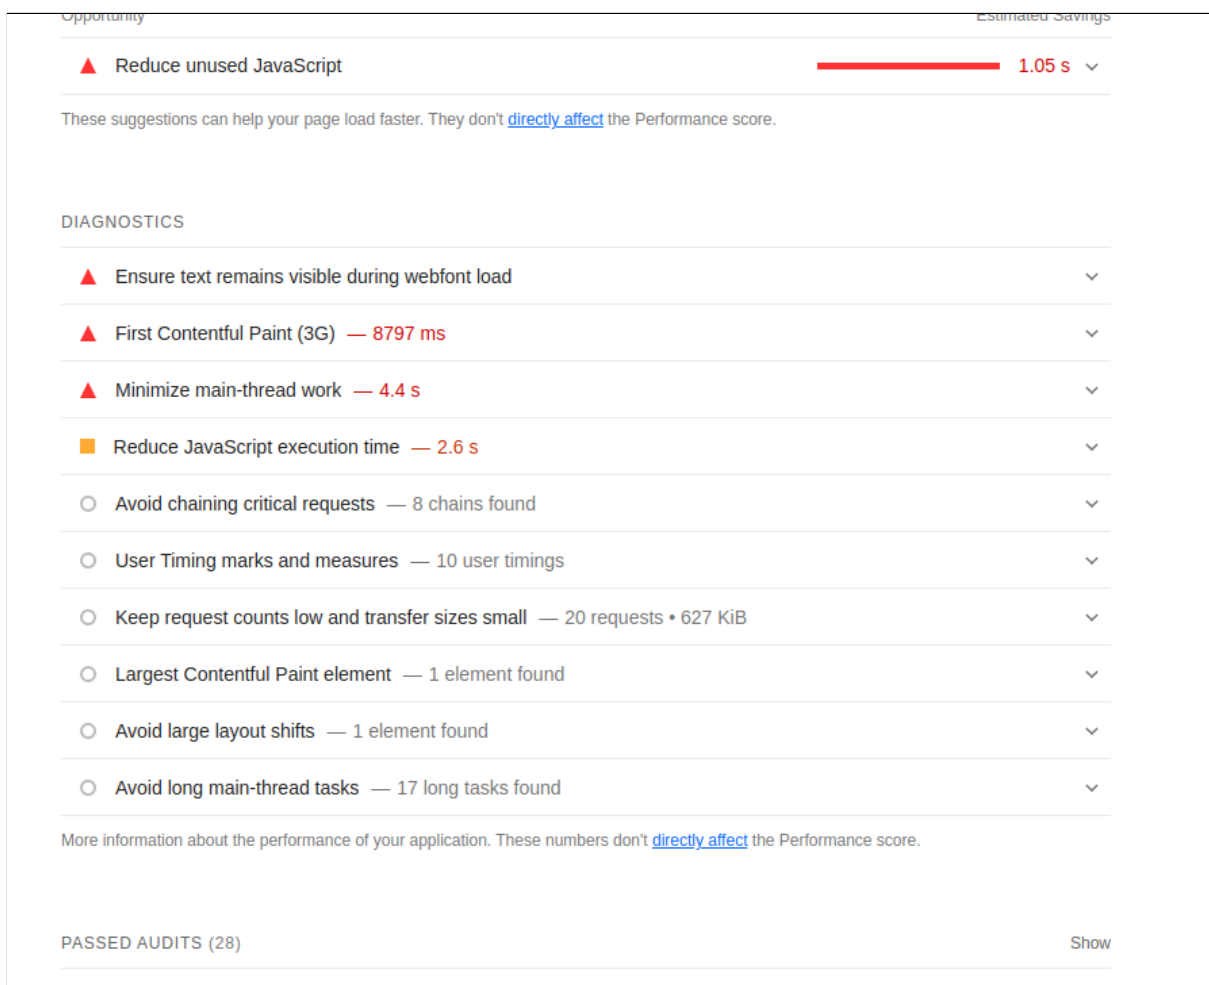 Opportunity Estimated Savings
Reduce unused JavaScript 1.05 s
These suggestions can help your page load faster. They don't directly affect the Performance score.
DIAGNOSTICS
Ensure text remains visible during webfont load
First Contentful Paint (3G) — 8797 ms
Minimize main-thread work — 4.4 s
Reduce JavaScript execution time — 2.6 s
Avoid chaining critical requests — 8 chains found
User Timing marks and measures — 10 user timings
Keep request counts low and transfer sizes small — 20 requests • 627 KiB
Largest Contentful Paint element — 1 element found
Avoid large layout shifts — 1 element found
Avoid long main-thread tasks — 17 long tasks found
More information about the performance of your application. These numbers don't directly affect the Performance score.
PASSED AUDITS (28) Show